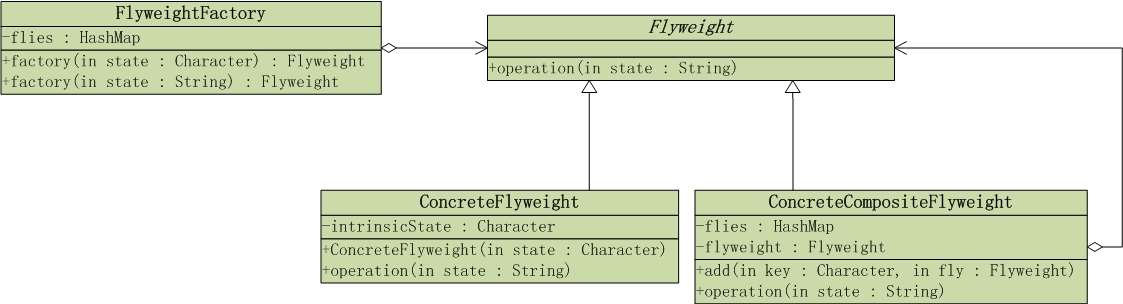 FlyweightFactory
-flies : HashMap
+factory(in state : Character) : Flyweight
+factory(in state : String) : Flyweight
Flyweight
+operation(in state : String)
ConcreteFlyweight
-intrinsicState : Character
+ConcreteFlyweight(in state : Character)
+operation(in state : String)
ConcreteCompositeFlyweight
-flies : HashMap
-flyweight : Flyweight
+add(in key : Character, in fly : Flyweight)
+operation(in state : String)